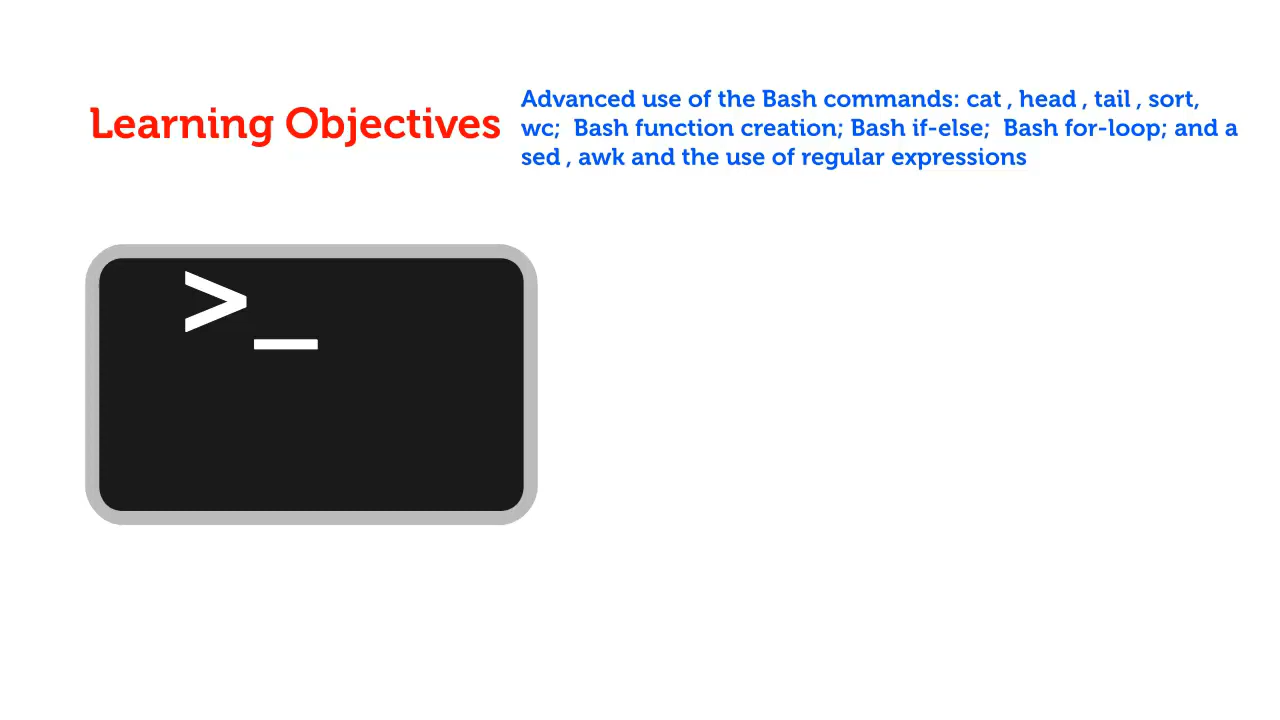 Learning Objectives
Advanced use of the Bash commands: cat , head , tail , sort,
wc;  Bash function creation; Bash if-else;  Bash for-loop; and a
sed , awk and the use of regular expressions
>_